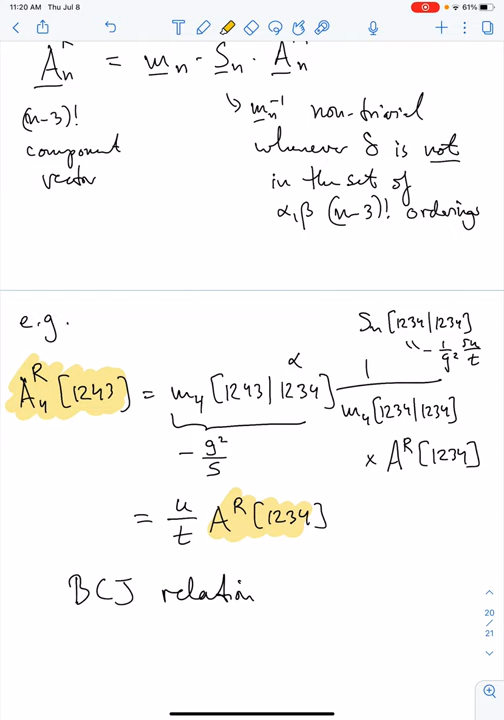 11:20 AM Thu Jul 8
61%
A_n^R = m_n · S_n · A_n
(n-3)!
component
vector
↳ m_n^{-1} non-trivial
whenever δ is not
in the set of
α,β (n-3)! orderings
e.g.
Sn[1234|1234]
" - 1/g² su/t
α
A_4^R [1243] = m_4 [1243|1234] 1/m_4[1234|1234]
- g²/s
× A^R [1234]
= u/t A^R [1234]
BCJ relation
20
/
21